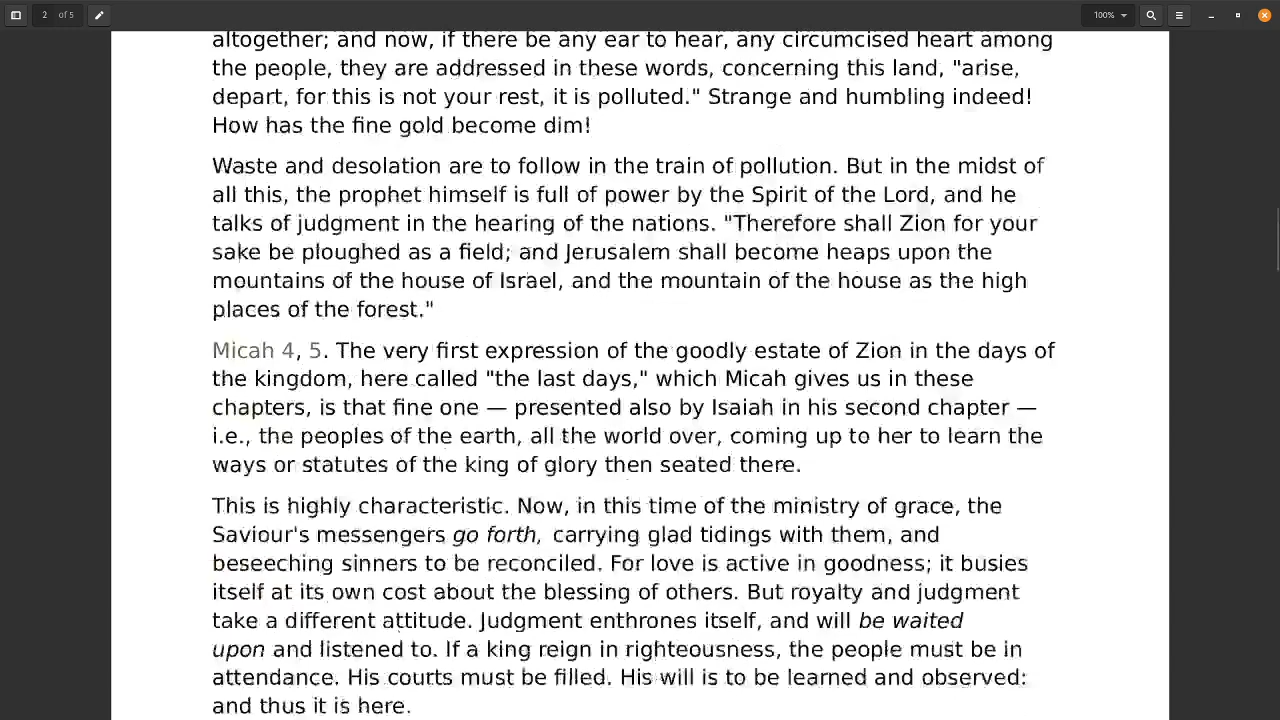 2 of 5
100%
altogether; and now, if there be any ear to hear, any circumcised heart among
the people, they are addressed in these words, concerning this land, "arise,
depart, for this is not your rest, it is polluted." Strange and humbling indeed!
How has the fine gold become dim!
Waste and desolation are to follow in the train of pollution. But in the midst of
all this, the prophet himself is full of power by the Spirit of the Lord, and he
talks of judgment in the hearing of the nations. "Therefore shall Zion for your
sake be ploughed as a field; and Jerusalem shall become heaps upon the
mountains of the house of Israel, and the mountain of the house as the high
places of the forest."
Micah 4, 5. The very first expression of the goodly estate of Zion in the days of
the kingdom, here called "the last days," which Micah gives us in these
chapters, is that fine one — presented also by Isaiah in his second chapter —
i.e., the peoples of the earth, all the world over, coming up to her to learn the
ways or statutes of the king of glory then seated there.
This is highly characteristic. Now, in this time of the ministry of grace, the
Saviour's messengers go forth, carrying glad tidings with them, and
beseeching sinners to be reconciled. For love is active in goodness; it busies
itself at its own cost about the blessing of others. But royalty and judgment
take a different attitude. Judgment enthrones itself, and will be waited
upon and listened to. If a king reign in righteousness, the people must be in
attendance. His courts must be filled. His will is to be learned and observed:
and thus it is here.